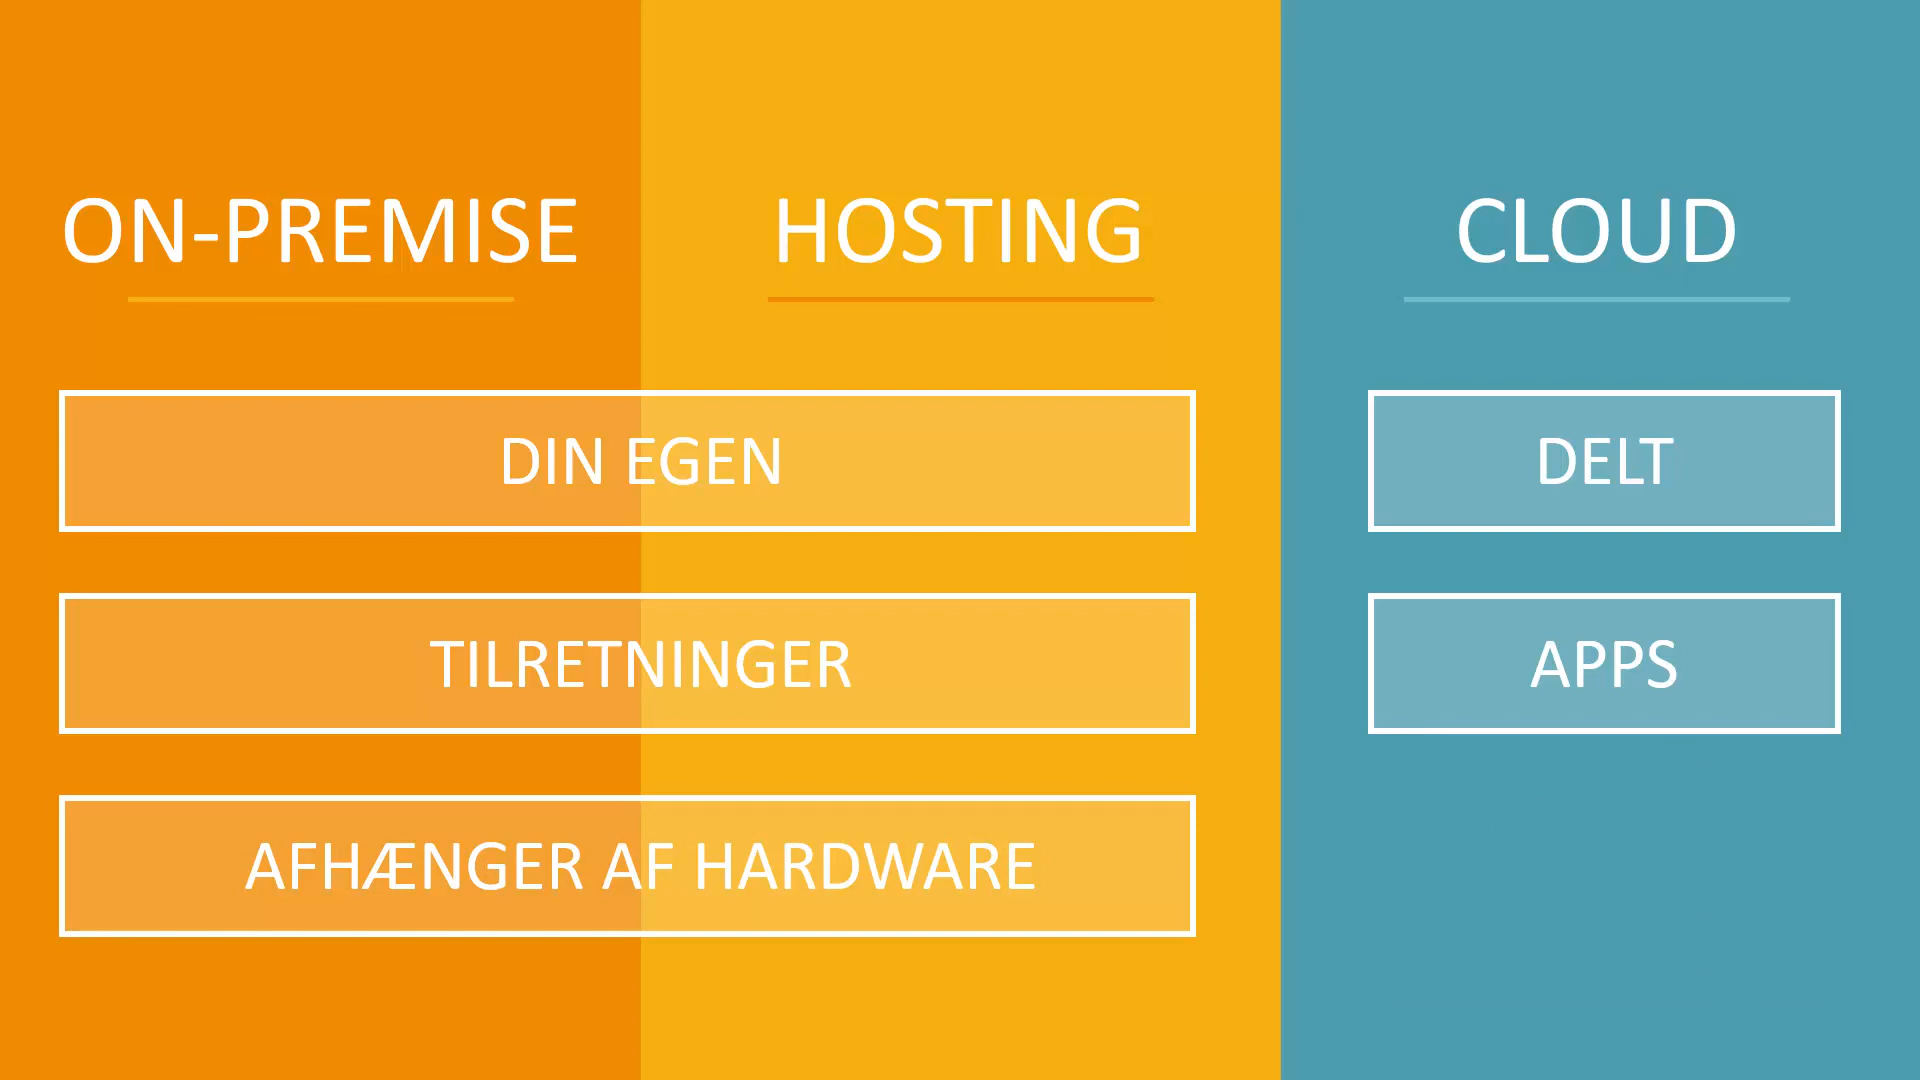 ON-PREMISE
HOSTING
CLOUD
DIN EGEN
DELT
TILRETNINGER
APPS
AFHÆNGER AF HARDWARE